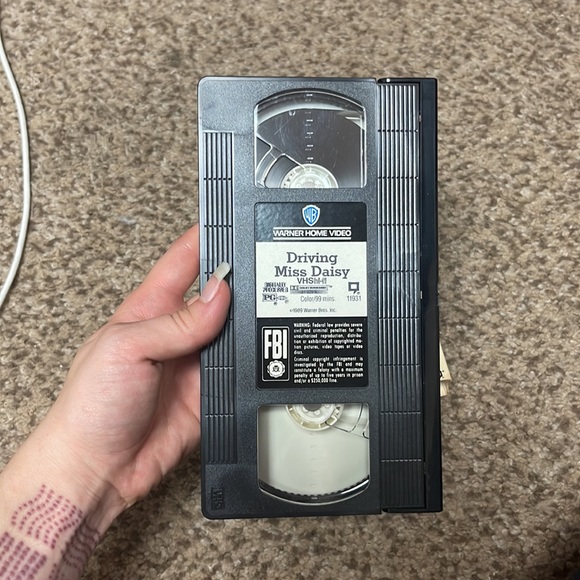 WB
WARNER HOME VIDEO
Driving
Miss Daisy
VHS hi-fi
PG
Color/99 mins.
11931
©1989 Warner Bros. Inc.
FBI
WARNING: Federal law provides severe
civil and criminal penalties for the
unauthorized reproduction, distribu-
tion or exhibition of copyrighted mo-
tion pictures, video tapes or video
discs.
Criminal copyright infringement is
investigated by the FBI and may
constitute a felony with a maximum
penalty of up to five years in prison
and/or a $250,000 fine.